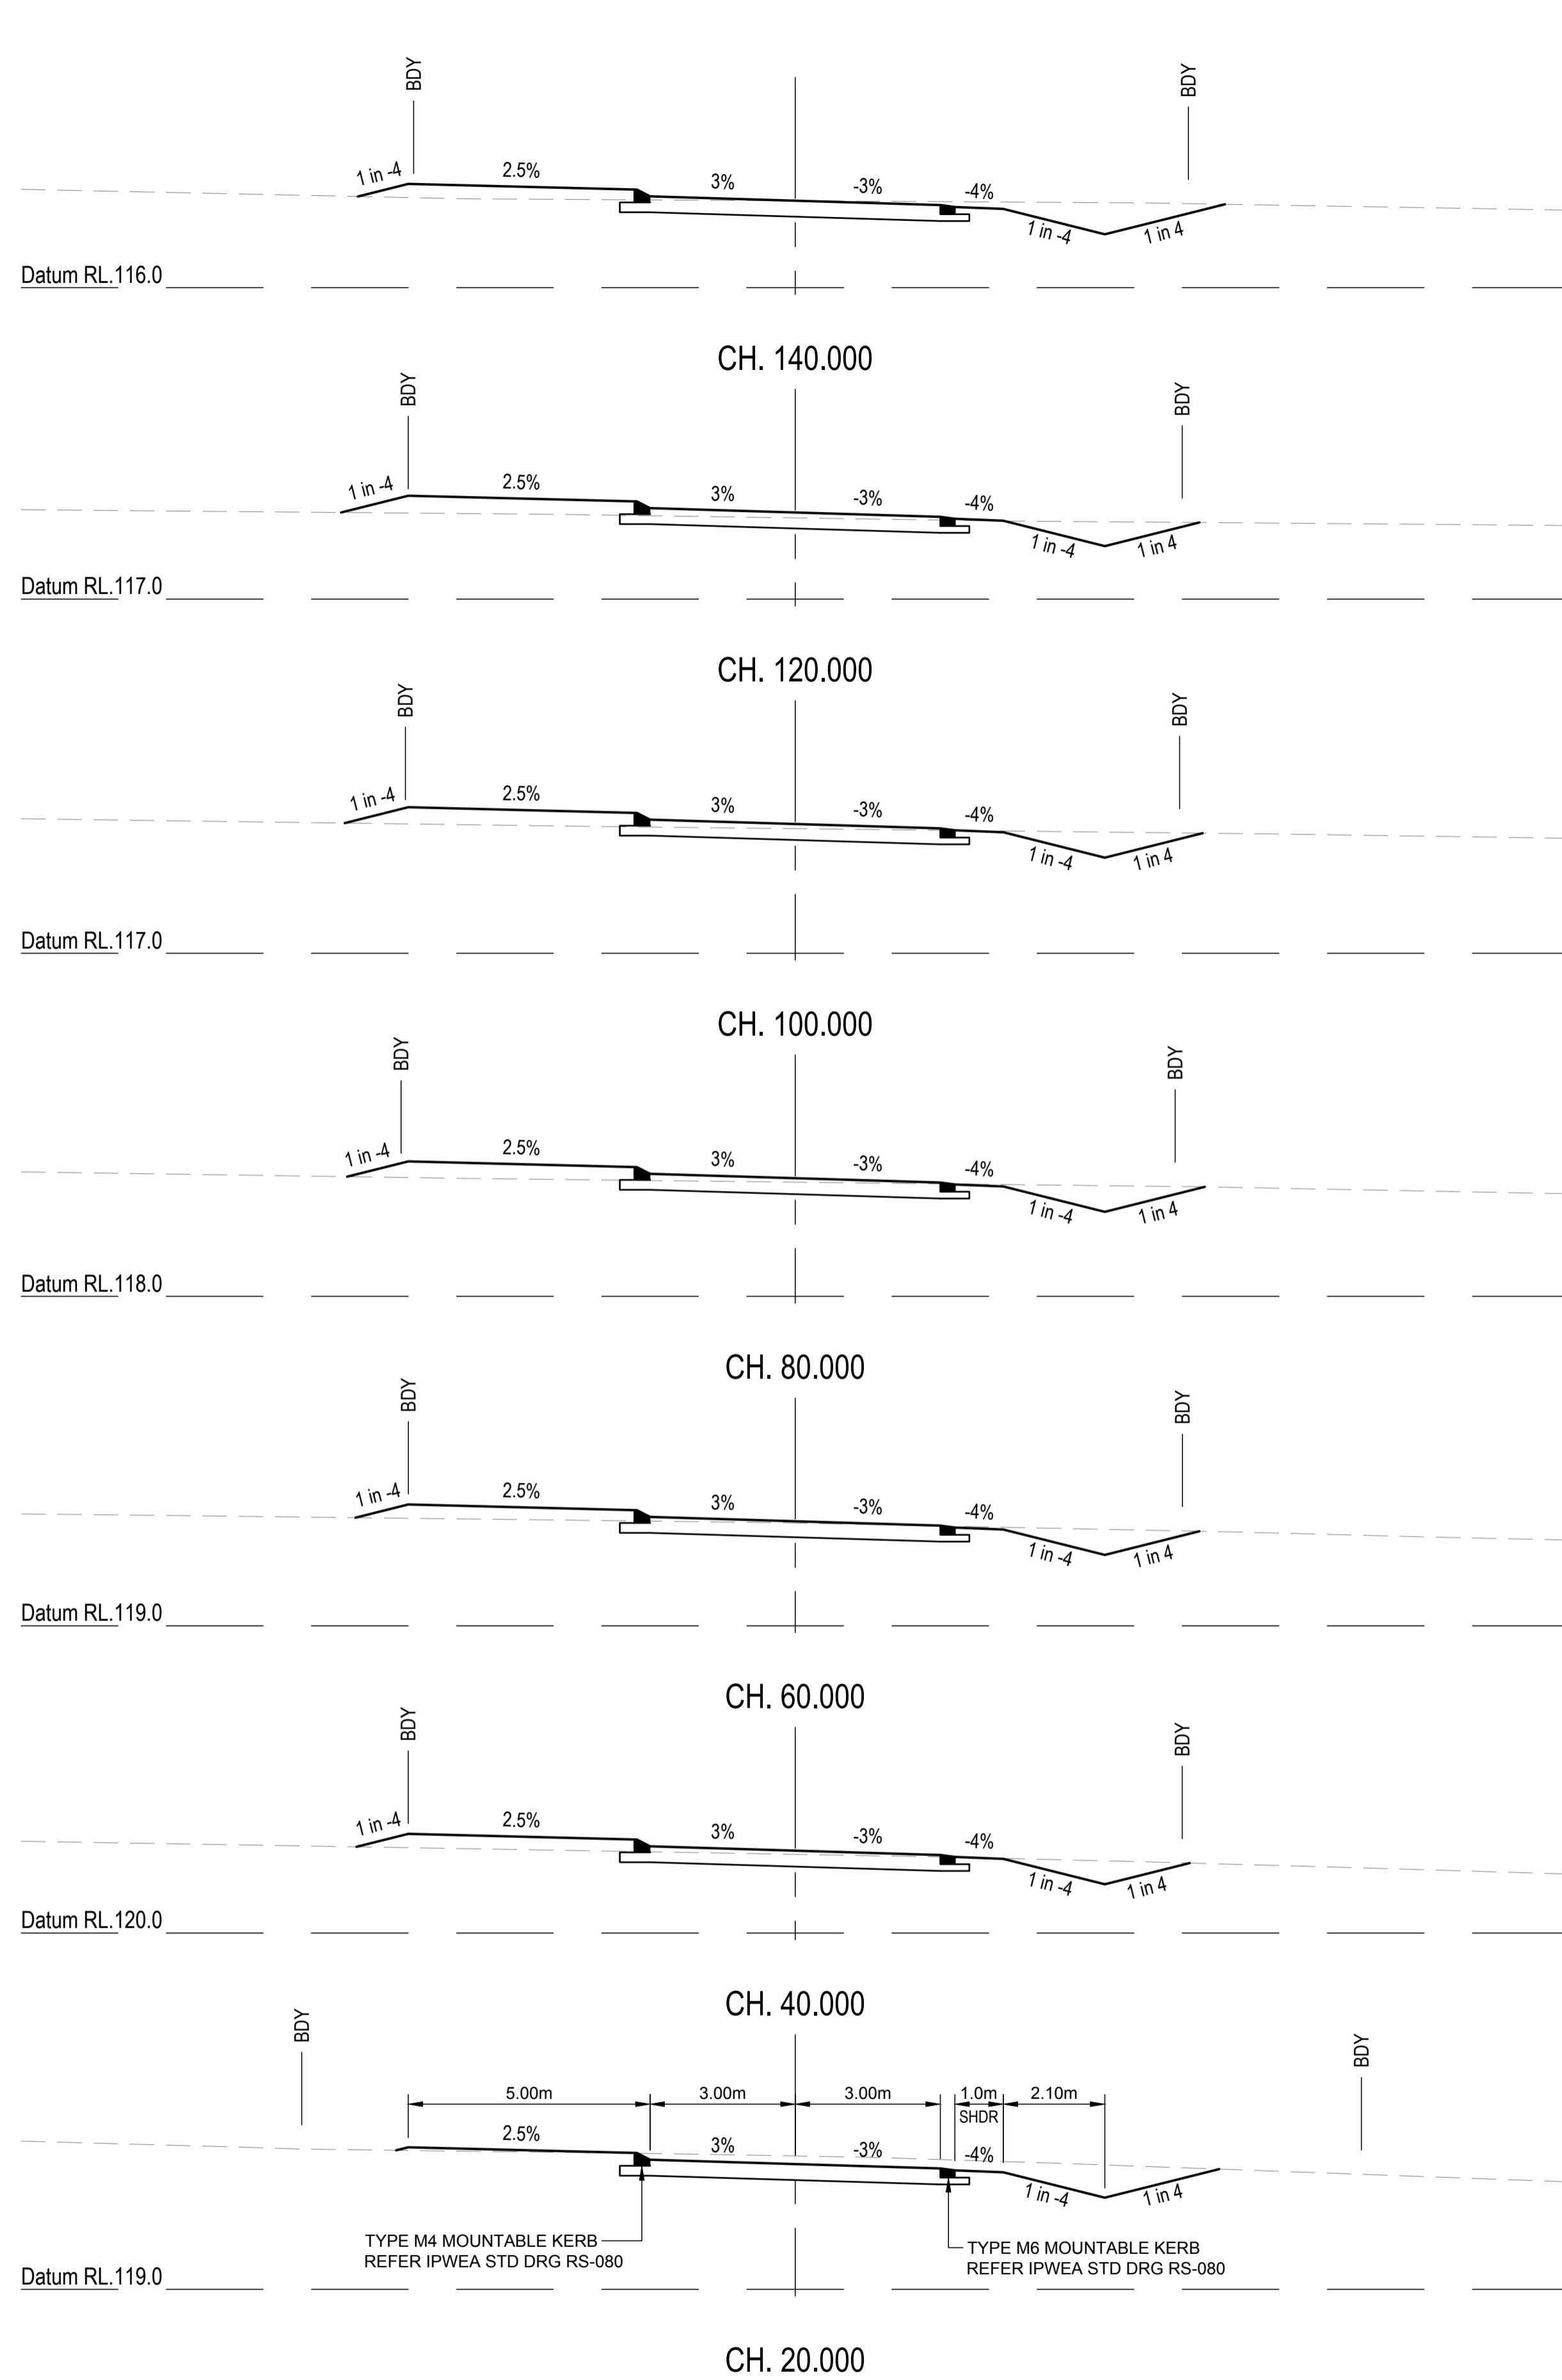 BDY
BDY
1 in -4
2.5%
3%
-3%
-4%
1 in -4
1 in 4
Datum RL.116.0
CH. 140.000
BDY
BDY
1 in -4
2.5%
3%
-3%
-4%
1 in -4
1 in 4
Datum RL.117.0
CH. 120.000
BDY
BDY
1 in -4
2.5%
3%
-3%
-4%
1 in -4
1 in 4
Datum RL.117.0
CH. 100.000
BDY
BDY
1 in -4
2.5%
3%
-3%
-4%
1 in -4
1 in 4
Datum RL.118.0
CH. 80.000
BDY
BDY
1 in -4
2.5%
3%
-3%
-4%
1 in -4
1 in 4
Datum RL.119.0
CH. 60.000
BDY
BDY
1 in -4
2.5%
3%
-3%
-4%
1 in -4
1 in 4
Datum RL.120.0
CH. 40.000
BDY
BDY
5.00m
3.00m
3.00m
1.0m
SHDR
2.10m
2.5%
3%
-3%
-4%
1 in -4
1 in 4
TYPE M4 MOUNTABLE KERB
REFER IPWEA STD DRG RS-080
TYPE M6 MOUNTABLE KERB
REFER IPWEA STD DRG RS-080
Datum RL.119.0
CH. 20.000